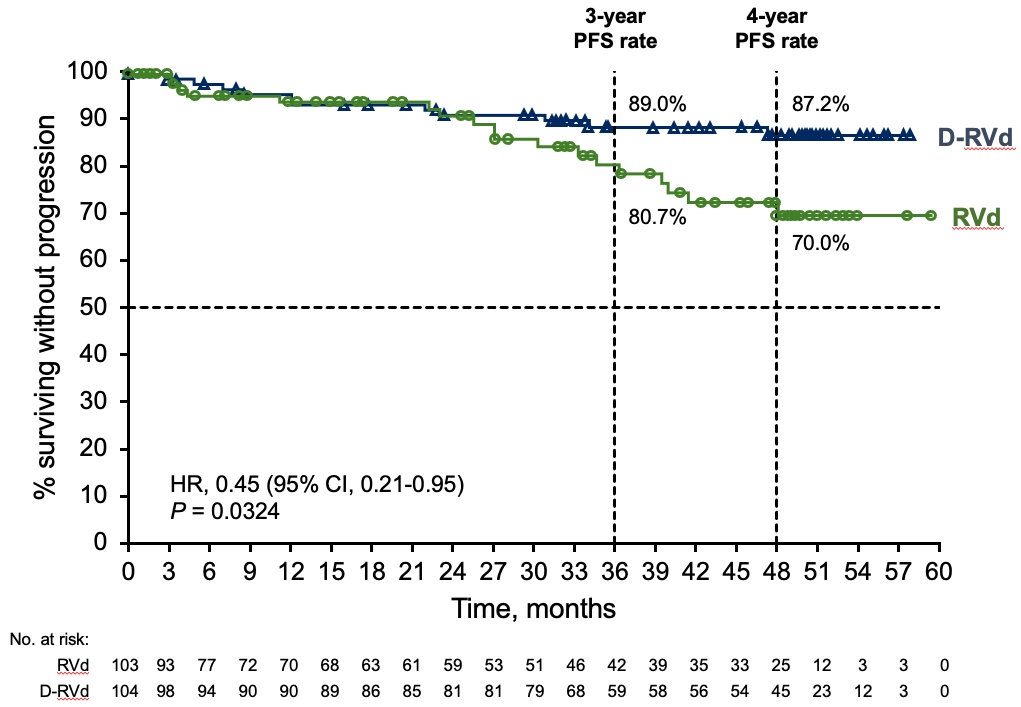 3-year
PFS rate
4-year
PFS rate
% surviving without progression
100
90
80
70
60
50
40
30
20
10
0
89.0%
87.2%
D-RVd
80.7%
RVd
70.0%
HR, 0.45 (95% CI, 0.21-0.95)
P = 0.0324
0 3 6 9 12 15 18 21 24 27 30 33 36 39 42 45 48 51 54 57 60
Time, months
No. at risk:
RVd 103 93 77 72 70 68 63 61 59 53 51 46 42 39 35 33 25 12 3 3 0
D-RVd 104 98 94 90 90 89 86 85 81 81 79 68 59 58 56 54 45 23 12 3 0